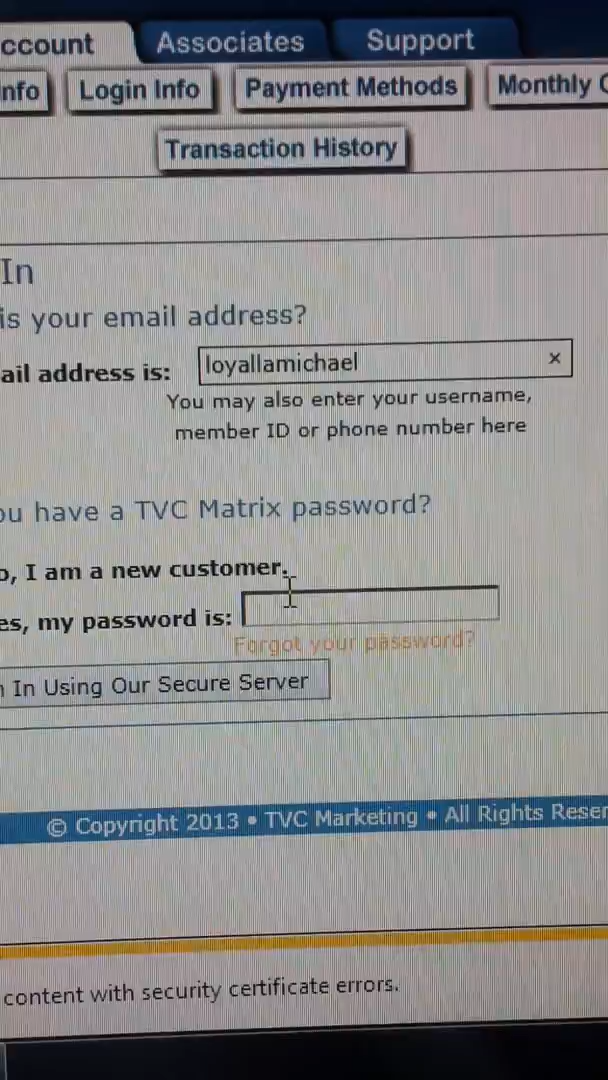 ccount Associates Support
nfo Login Info Payment Methods Monthly
Transaction History
In
is your email address?
ail address is: loyallamichael ×
You may also enter your username,
member ID or phone number here
ou have a TVC Matrix password?
o, I am a new customer.
es, my password is:
Forgot your password?
n In Using Our Secure Server
© Copyright 2013 • TVC Marketing • All Rights Reser
content with security certificate errors.